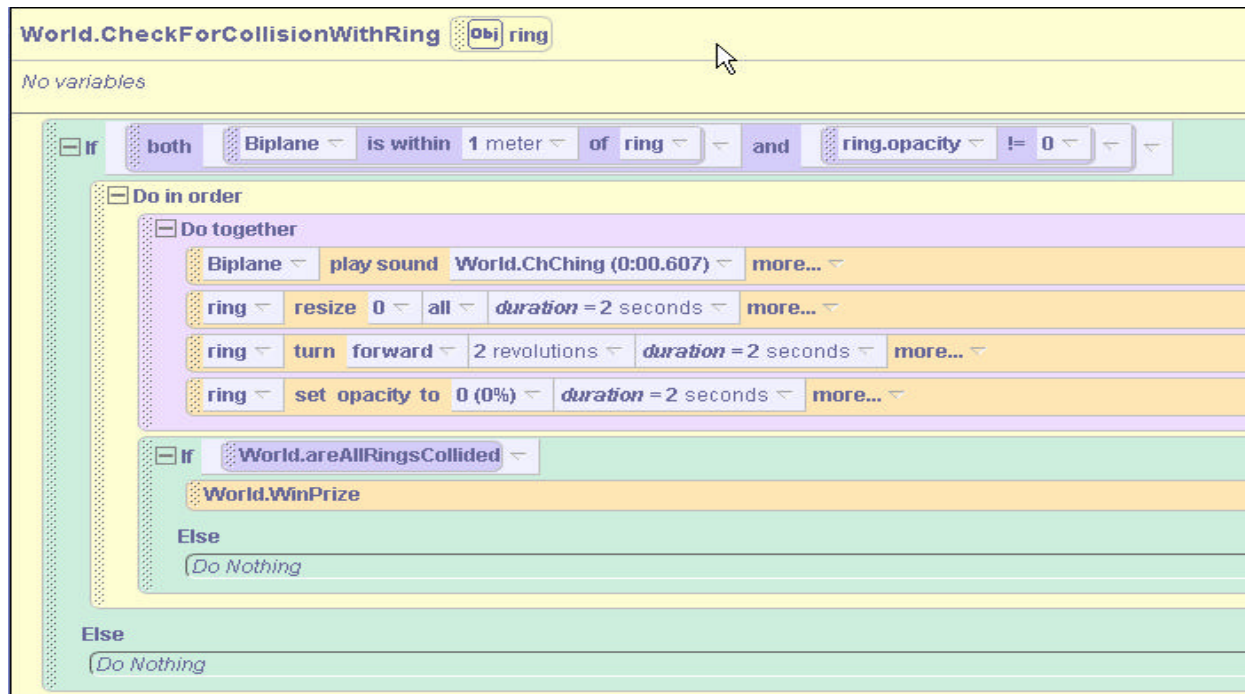 World.CheckForCollisionWithRing Obj ring
No variables
If both Biplane is within 1 meter of ring and ring.opacity != 0
Do in order
Do together
Biplane play sound World.ChChing (0:00.607) more...
ring resize 0 all duration = 2 seconds more...
ring turn forward 2 revolutions duration = 2 seconds more...
ring set opacity to 0 (0%) duration = 2 seconds more...
If World.areAllRingsCollided
World.WinPrize
Else
(Do Nothing
Else
(Do Nothing